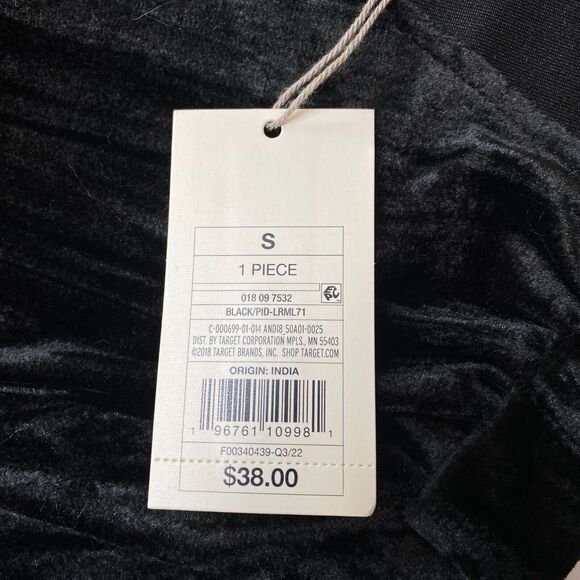 S
1 PIECE
018 09 7532
BLACK/PID-LRML71
C-000699-01-014 AND18_50A01-0025
DIST. BY TARGET CORPORATION MPLS., MN 55403
©2018 TARGET BRANDS, INC. SHOP TARGET.COM
ORIGIN: INDIA
1 96761 10998 1
F00340439-Q3/22
$38.00